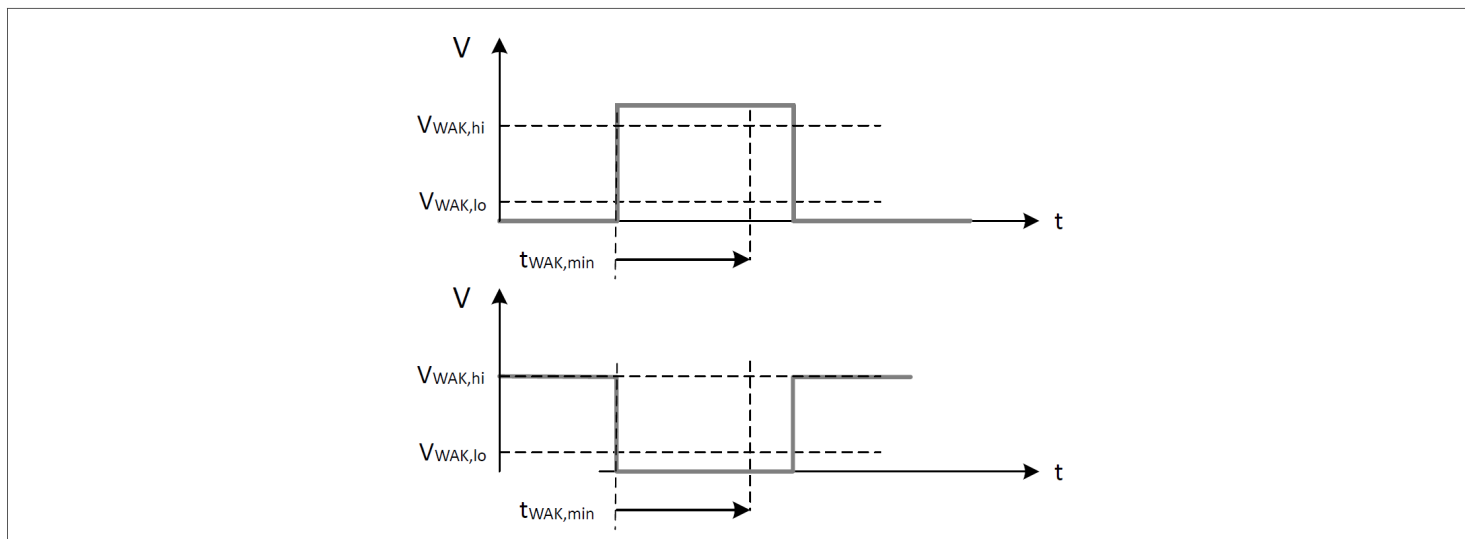 V
VWAK,hi
VWAK,lo
t
tWAK,min
V
VWAK,hi
VWAK,lo
t
tWAK,min